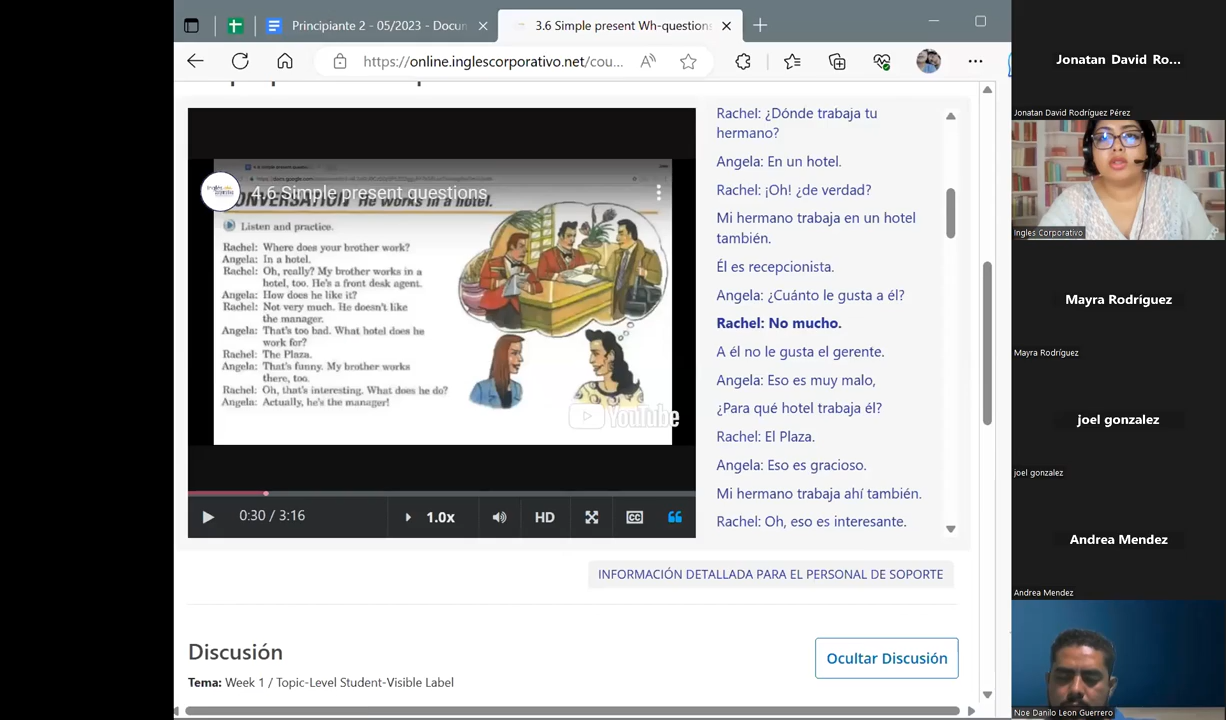 Principiante 2 - 05/2023 - Docun
3.6 Simple present Wh-questions
https://online.inglescorporativo.net/cou...
4.6 Simple present questions
CONVERSATION He works in a hotel.
Listen and practice.
Rachel: Where does your brother work?
Angela: In a hotel.
Rachel: Oh, really? My brother works in a
hotel, too. He's a front desk agent.
Angela: How does he like it?
Rachel: Not very much. He doesn't like
the manager.
Angela: That's too bad. What hotel does he
work for?
Rachel: The Plaza.
Angela: That's funny. My brother works
there, too.
Rachel: Oh, that's interesting. What does he do?
Angela: Actually, he's the manager!
YouTube
0:30 / 3:16
1.0x
HD
CC
Rachel: ¿Dónde trabaja tu
hermano?
Angela: En un hotel.
Rachel: ¡Oh! ¿de verdad?
Mi hermano trabaja en un hotel
también.
Él es recepcionista.
Angela: ¿Cuánto le gusta a él?
Rachel: No mucho.
A él no le gusta el gerente.
Angela: Eso es muy malo,
¿Para qué hotel trabaja él?
Rachel: El Plaza.
Angela: Eso es gracioso.
Mi hermano trabaja ahí también.
Rachel: Oh, eso es interesante.
INFORMACIÓN DETALLADA PARA EL PERSONAL DE SOPORTE
Discusión
Ocultar Discusión
Tema: Week 1 / Topic-Level Student-Visible Label
Jonatan David Ro...
Jonatan David Rodríguez Pérez
Ingles Corporativo
Mayra Rodríguez
Mayra Rodríguez
joel gonzalez
joel gonzalez
Andrea Mendez
Andrea Mendez
Noe Danilo Leon Guerrero